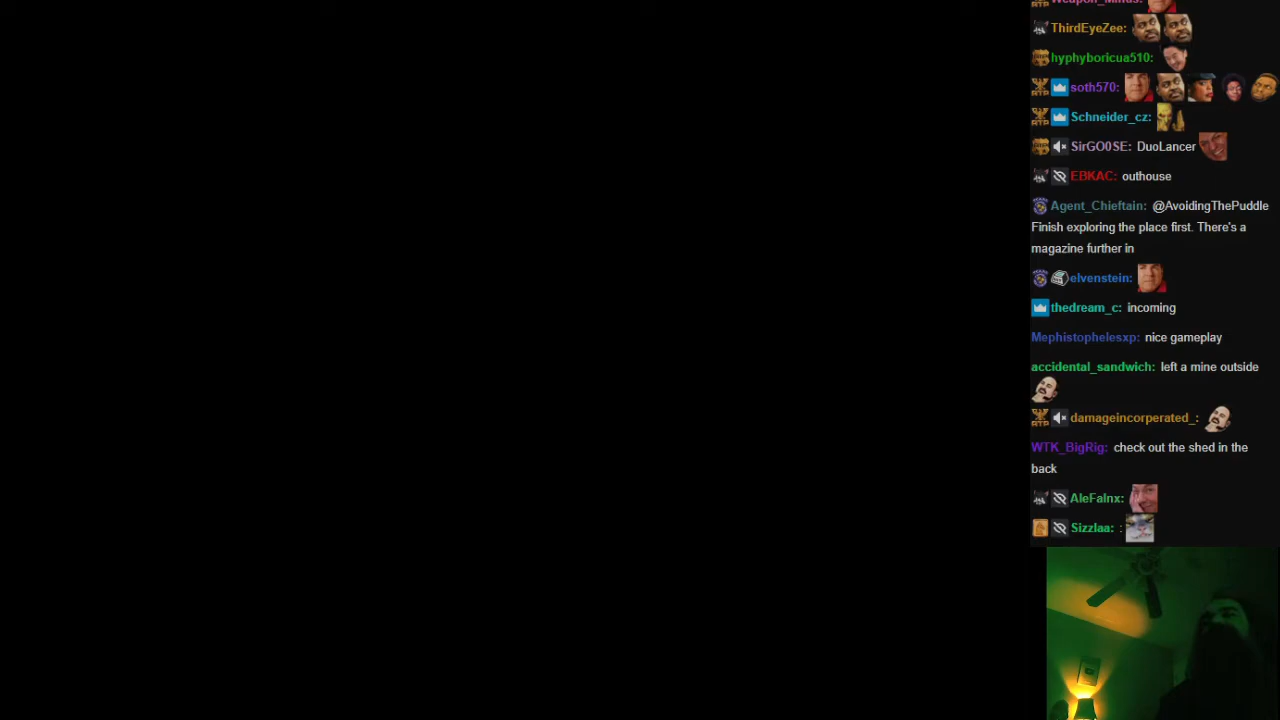 Weapon_Minds:
ThirdEyeZee:
hyphyboricua510:
soth570:
Schneider_cz:
SirGO0SE: DuoLancer
EBKAC: outhouse
Agent_Chieftain: @AvoidingThePuddle
Finish exploring the place first. There's a
magazine further in
elvenstein:
thedream_c: incoming
Mephistophelesxp: nice gameplay
accidental_sandwich: left a mine outside
damageincorperated_:
WTK_BigRig: check out the shed in the
back
AleFalnx:
Sizzlaa: :